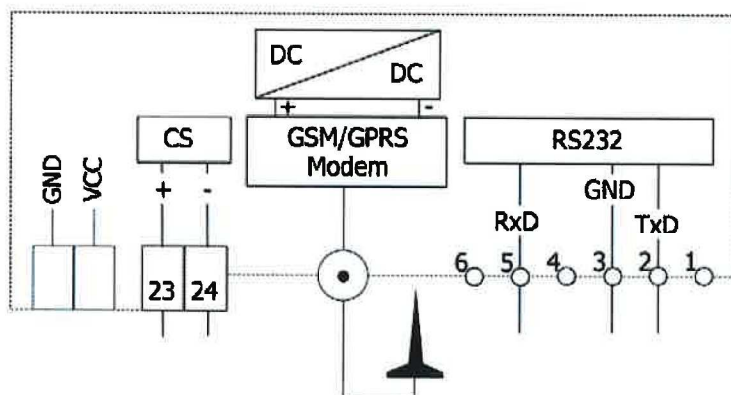 DC
DC
+ -
CS
GSM/GPRS
Modem
RS232
GND
VCC
+ -
GND
RxD
TxD
23 24
6 5 4 3 2 1